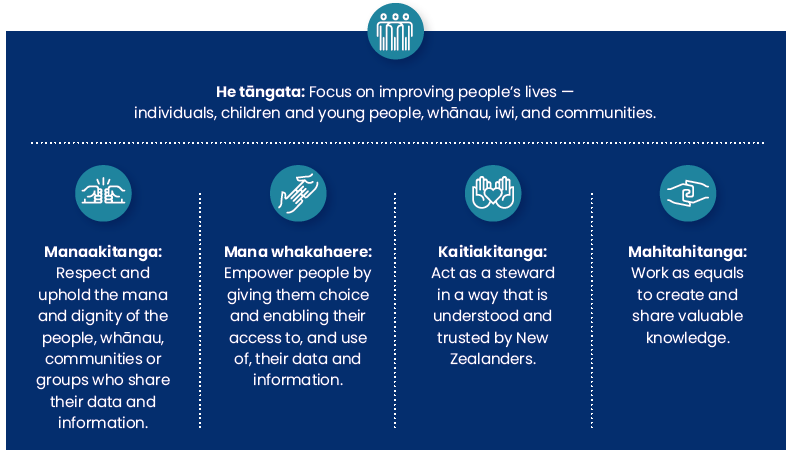 He tāngata: Focus on improving people's lives —
individuals, children and young people, whānau, iwi, and communities.
Manaakitanga:
Respect and
uphold the mana
and dignity of the
people, whānau,
communities or
groups who share
their data and
information.
Mana whakahaere:
Empower people by
giving them choice
and enabling their
access to, and use
of, their data and
information.
Kaitiakitanga:
Act as a steward
in a way that is
understood and
trusted by New
Zealanders.
Mahitahitanga:
Work as equals
to create and
share valuable
knowledge.